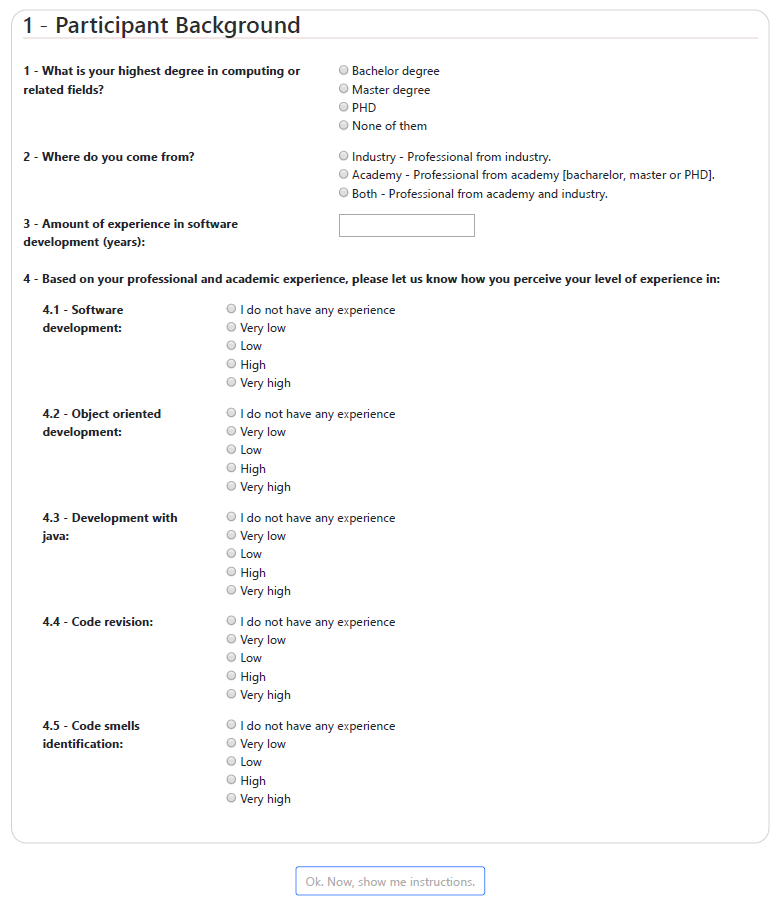 1 - Participant Background
1 - What is your highest degree in computing or
related fields?
Bachelor degree
Master degree
PHD
None of them
2 - Where do you come from?
Industry - Professional from industry.
Academy - Professional from academy [bacharelor, master or PHD].
Both - Professional from academy and industry.
3 - Amount of experience in software
development (years):
4 - Based on your professional and academic experience, please let us know how you perceive your level of experience in:
4.1 - Software
development:
I do not have any experience
Very low
Low
High
Very high
4.2 - Object oriented
development:
I do not have any experience
Very low
Low
High
Very high
4.3 - Development with
java:
I do not have any experience
Very low
Low
High
Very high
4.4 - Code revision:
I do not have any experience
Very low
Low
High
Very high
4.5 - Code smells
identification:
I do not have any experience
Very low
Low
High
Very high
Ok. Now, show me instructions.